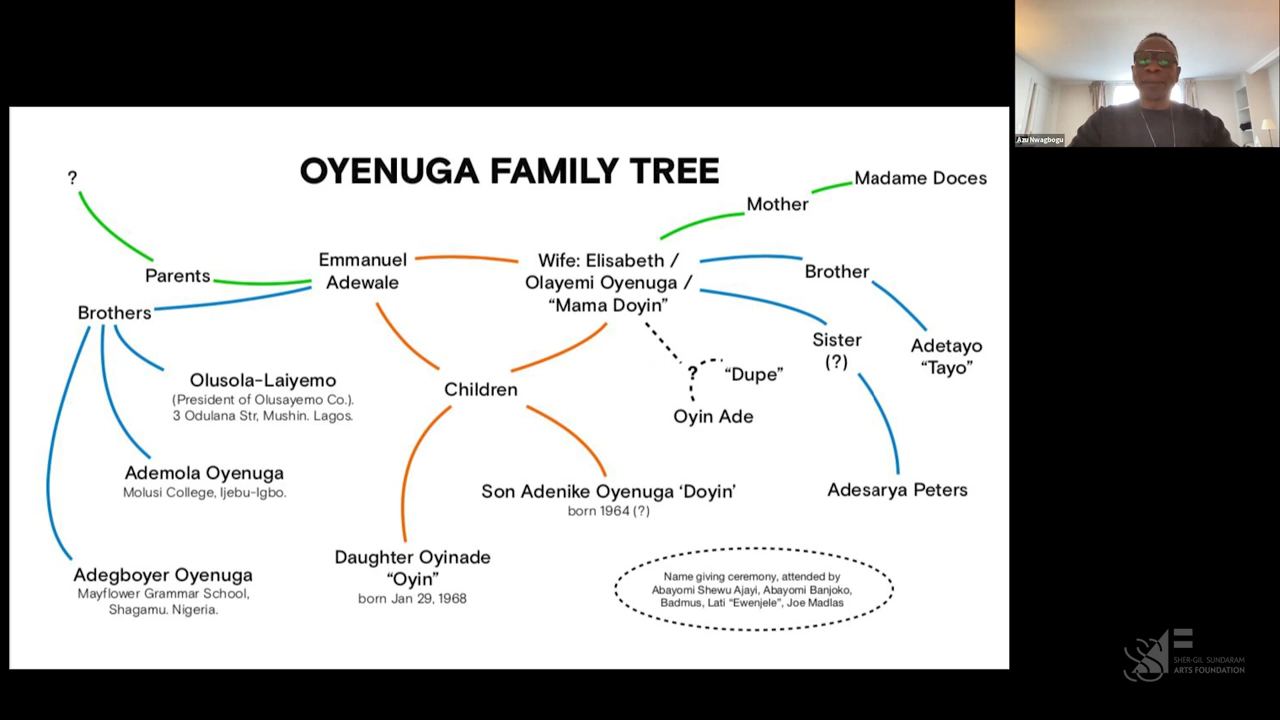 OYENUGA FAMILY TREE
?
Madame Doces
Mother
Parents
Emmanuel
Adewale
Wife: Elisabeth /
Olayemi Oyenuga /
“Mama Doyin”
Brother
Brothers
Sister
(?)
Adetayo
“Tayo”
Olusola-Laiyemo
(President of Olusayemo Co.).
3 Odulana Str, Mushin. Lagos.
Children
?
“Dupe”
Oyin Ade
Ademola Oyenuga
Molusi College, Ijebu-Igbo.
Son Adenike Oyenuga ‘Doyin’
born 1964 (?)
Adesarya Peters
Adegboyer Oyenuga
Mayflower Grammar School,
Shagamu. Nigeria.
Daughter Oyinade
“Oyin”
born Jan 29, 1968
Name giving ceremony, attended by
Abayomi Shewu Ajayi, Abayomi Banjoko,
Badmus, Lati “Ewenjele”, Joe Madlas
Azu Nwagbogu
SHER-GIL SUNDARAM
ARTS FOUNDATION